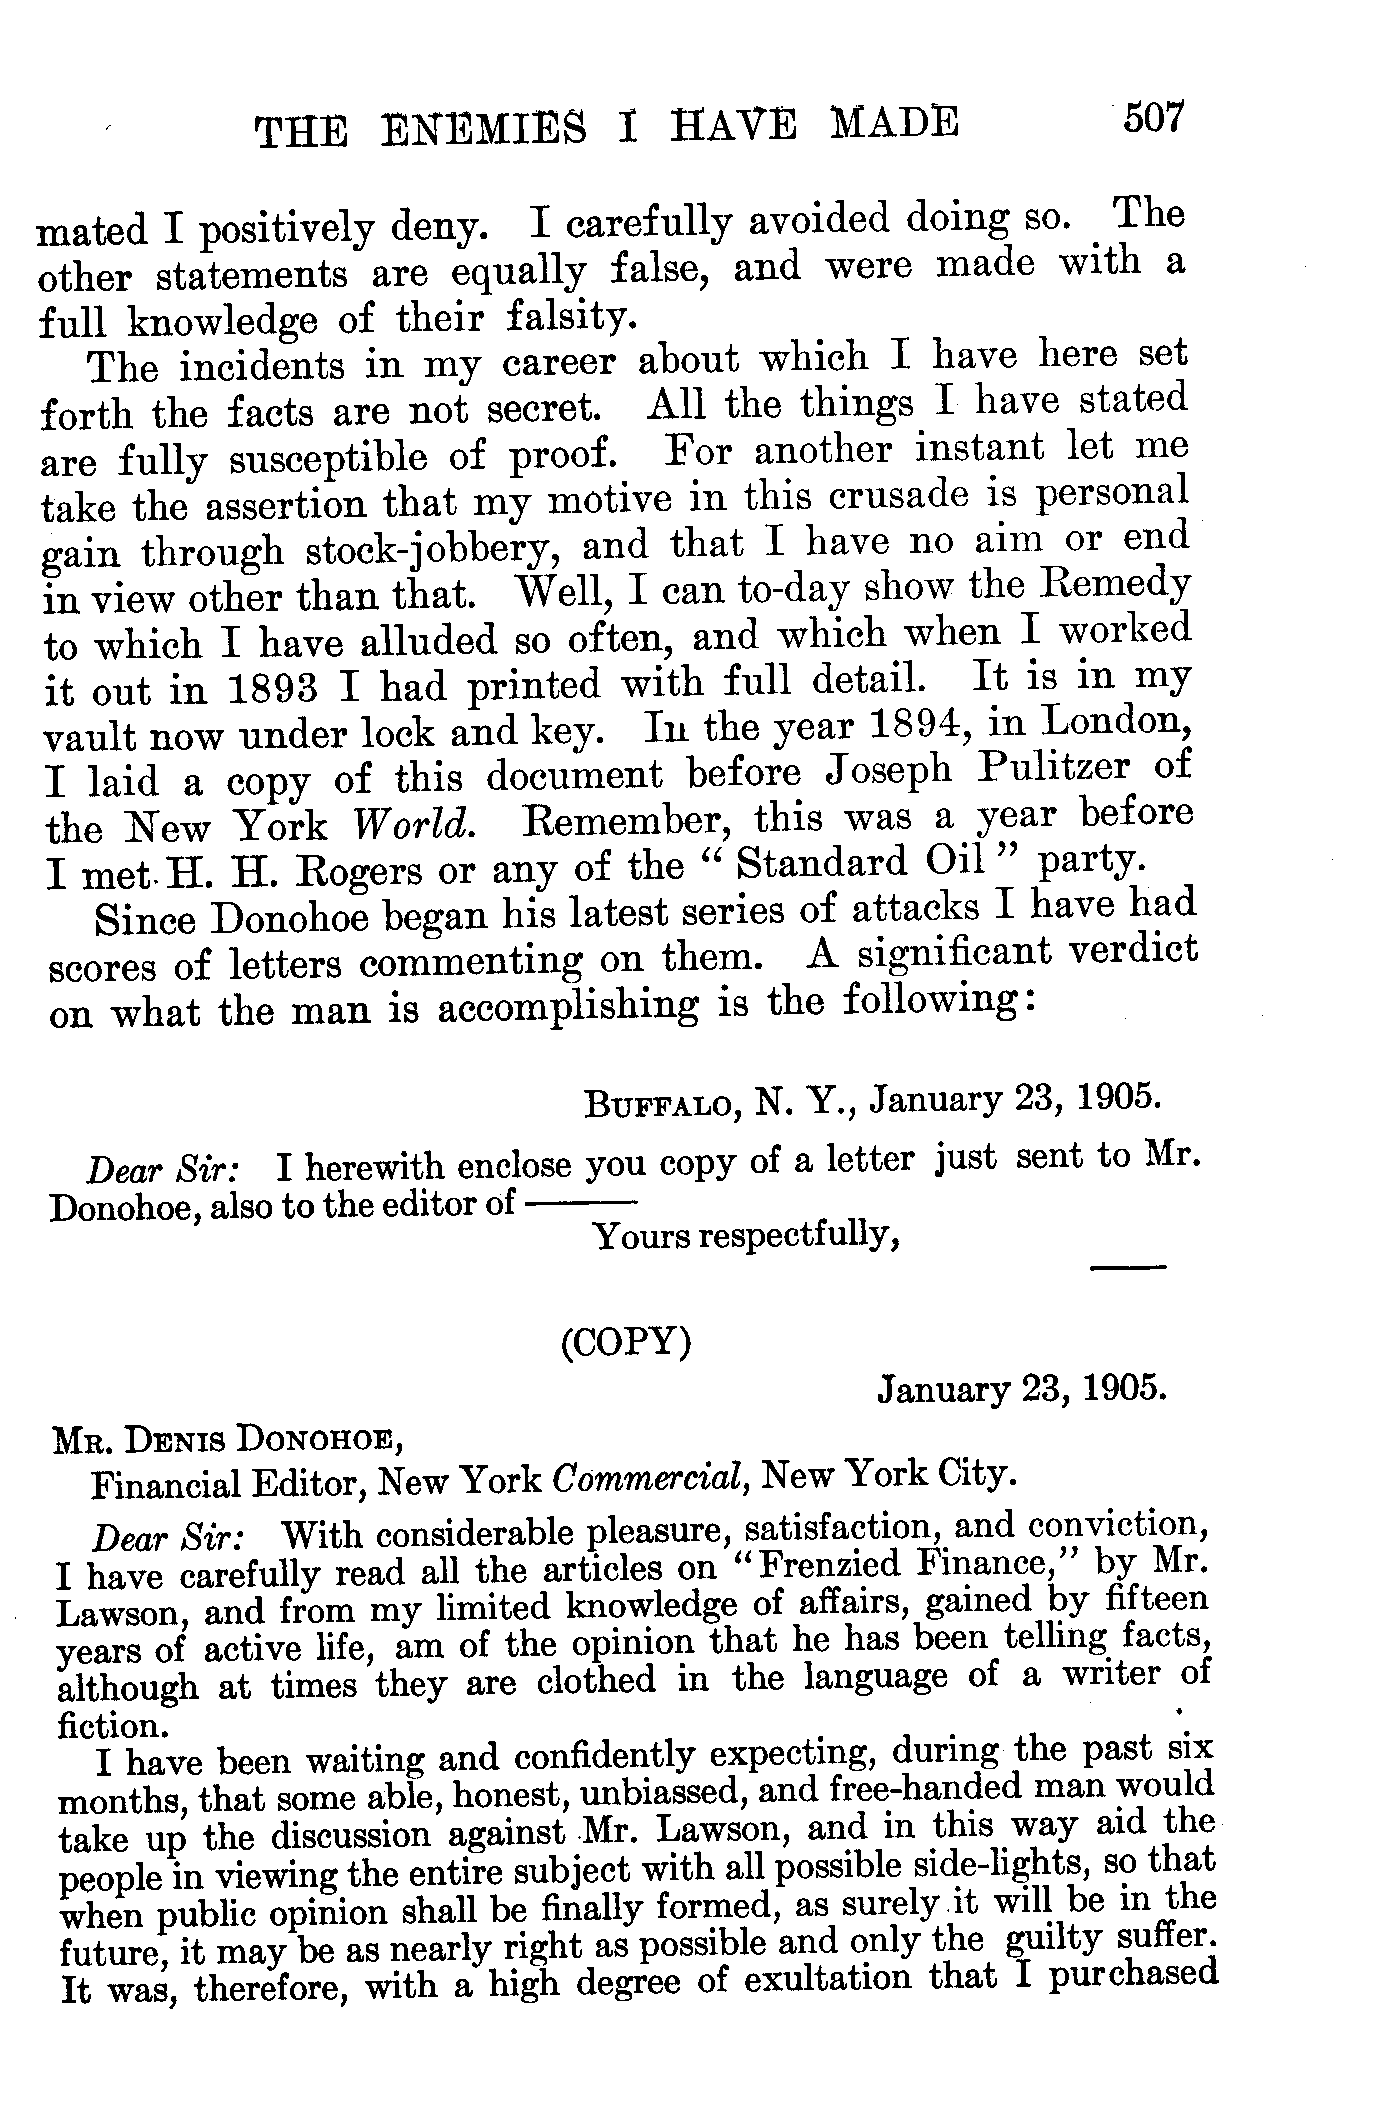 THE ENEMIES I HAVE MADE 507
mated I positively deny. I carefully avoided doing so. The
other statements are equally false, and were made with a
full knowledge of their falsity.
The incidents in my career about which I have here set
forth the facts are not secret. All the things I have stated
are fully susceptible of proof. For another instant let me
take the assertion that my motive in this crusade is personal
gain through stock-jobbery, and that I have no aim or end
in view other than that. Well, I can to-day show the Remedy
to which I have alluded so often, and which when I worked
it out in 1893 I had printed with full detail. It is in my
vault now under lock and key. In the year 1894, in London,
I laid a copy of this document before Joseph Pulitzer of
the New York World. Remember, this was a year before
I met H. H. Rogers or any of the “Standard Oil” party.
Since Donohoe began his latest series of attacks I have had
scores of letters commenting on them. A significant verdict
on what the man is accomplishing is the following:
BUFFALO, N. Y., January 23, 1905.
Dear Sir: I herewith enclose you copy of a letter just sent to Mr.
Donohoe, also to the editor of ———
Yours respectfully,
——
(COPY)
January 23, 1905.
MR. DENIS DONOHOE,
Financial Editor, New York Commercial, New York City.
Dear Sir: With considerable pleasure, satisfaction, and conviction,
I have carefully read all the articles on “Frenzied Finance,” by Mr.
Lawson, and from my limited knowledge of affairs, gained by fifteen
years of active life, am of the opinion that he has been telling facts,
although at times they are clothed in the language of a writer of
fiction.
I have been waiting and confidently expecting, during the past six
months, that some able, honest, unbiassed, and free-handed man would
take up the discussion against Mr. Lawson, and in this way aid the
people in viewing the entire subject with all possible side-lights, so that
when public opinion shall be finally formed, as surely it will be in the
future, it may be as nearly right as possible and only the guilty suffer.
It was, therefore, with a high degree of exultation that I purchased